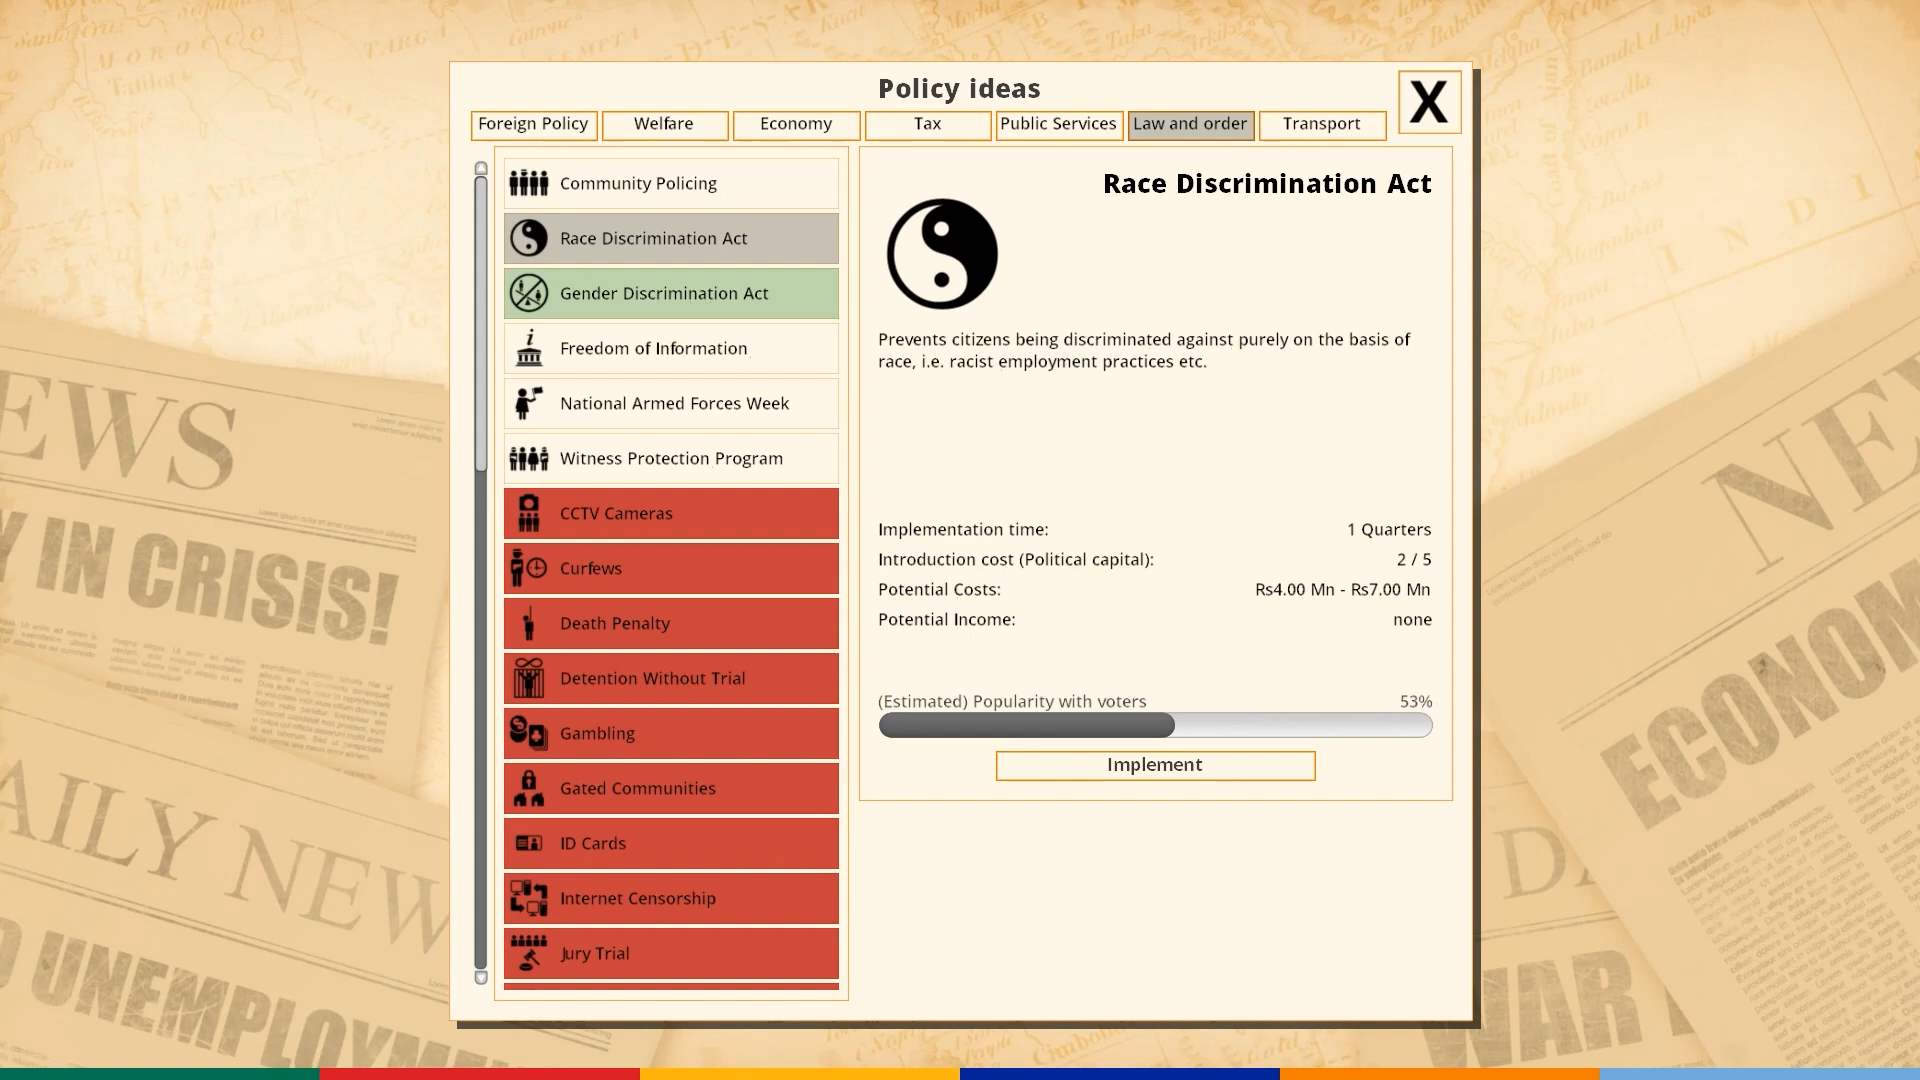 Policy ideas
X
Foreign Policy
Welfare
Economy
Tax
Public Services
Law and order
Transport
Community Policing
Race Discrimination Act
Gender Discrimination Act
Freedom of Information
National Armed Forces Week
Witness Protection Program
CCTV Cameras
Curfews
Death Penalty
Detention Without Trial
Gambling
Gated Communities
ID Cards
Internet Censorship
Jury Trial
Race Discrimination Act
Prevents citizens being discriminated against purely on the basis of
race, i.e. racist employment practices etc.
Implementation time: 1 Quarters
Introduction cost (Political capital): 2 / 5
Potential Costs: Rs4.00 Mn - Rs7.00 Mn
Potential Income: none
(Estimated) Popularity with voters 53%
Implement
EWS
Y IN CRISIS!
AILY NEW
UNEMPLOYM
NE
ECONOM
DA
WAR
MOROCCO
TARGA
INDI